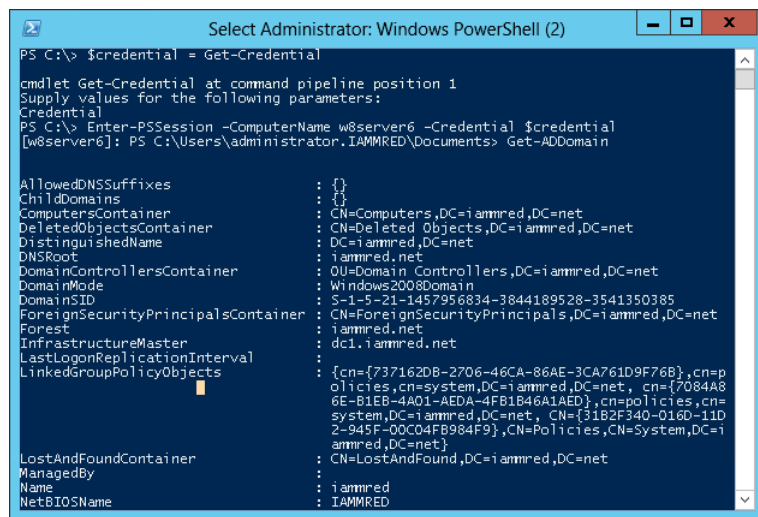 Select Administrator: Windows PowerShell (2)
PS C:\> $credential = Get-Credential
cmdlet Get-Credential at command pipeline position 1
Supply values for the following parameters:
Credential
PS C:\> Enter-PSSession -ComputerName w8server6 -Credential $credential
[w8server6]: PS C:\Users\administrator.IAMMRED\Documents> Get-ADDomain
AllowedDNSSuffixes : {}
ChildDomains : {}
ComputersContainer : CN=Computers,DC=iammred,DC=net
DeletedObjectsContainer : CN=Deleted Objects,DC=iammred,DC=net
DistinguishedName : DC=iammred,DC=net
DNSRoot : iammred.net
DomainControllersContainer : OU=Domain Controllers,DC=iammred,DC=net
DomainMode : Windows2008Domain
DomainSID : S-1-5-21-1457956834-3844189528-3541350385
ForeignSecurityPrincipalsContainer : CN=ForeignSecurityPrincipals,DC=iammred,DC=net
Forest : iammred.net
InfrastructureMaster : dc1.iammred.net
LastLogonReplicationInterval :
LinkedGroupPolicyObjects : {cn={737162DB-2706-46CA-86AE-3CA761D9F76B},cn=p
olicies,cn=system,DC=iammred,DC=net, cn={7084A8
6E-B1EB-4A01-AEDA-4FB1B46A1AED},cn=policies,cn=
system,DC=iammred,DC=net, CN={31B2F340-016D-11D
2-945F-00C04FB984F9},CN=Policies,CN=System,DC=i
ammred,DC=net}
LostAndFoundContainer : CN=LostAndFound,DC=iammred,DC=net
ManagedBy :
Name : iammred
NetBIOSName : IAMMRED